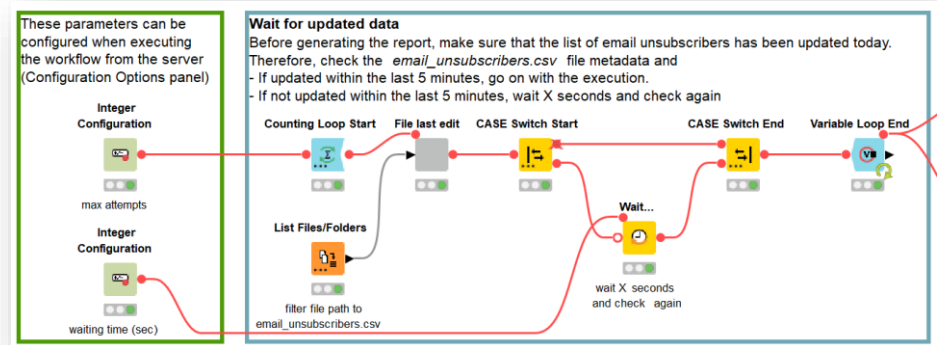 These parameters can be
configured when executing
the workflow from the server
(Configuration Options panel)
Integer
Configuration
max attempts
Integer
Configuration
waiting time (sec)
Wait for updated data
Before generating the report, make sure that the list of email unsubscribers has been updated today.
Therefore, check the email_unsubscribers.csv file metadata and
- If updated within the last 5 minutes, go on with the execution.
- If not updated within the last 5 minutes, wait X seconds and check again
Counting Loop Start
File last edit
CASE Switch Start
CASE Switch End
Variable Loop End
List Files/Folders
filter file path to
email_unsubscribers.csv
Wait...
wait X seconds
and check again